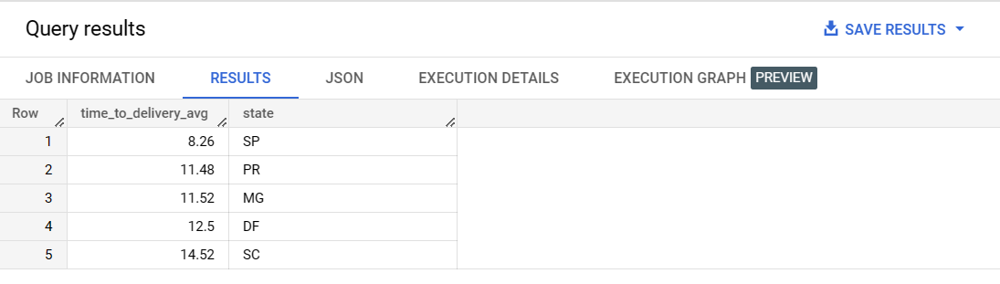 Query results
SAVE RESULTS
JOB INFORMATION RESULTS JSON EXECUTION DETAILS EXECUTION GRAPH PREVIEW
Row time_to_delivery_avg state
1 8.26 SP
2 11.48 PR
3 11.52 MG
4 12.5 DF
5 14.52 SC